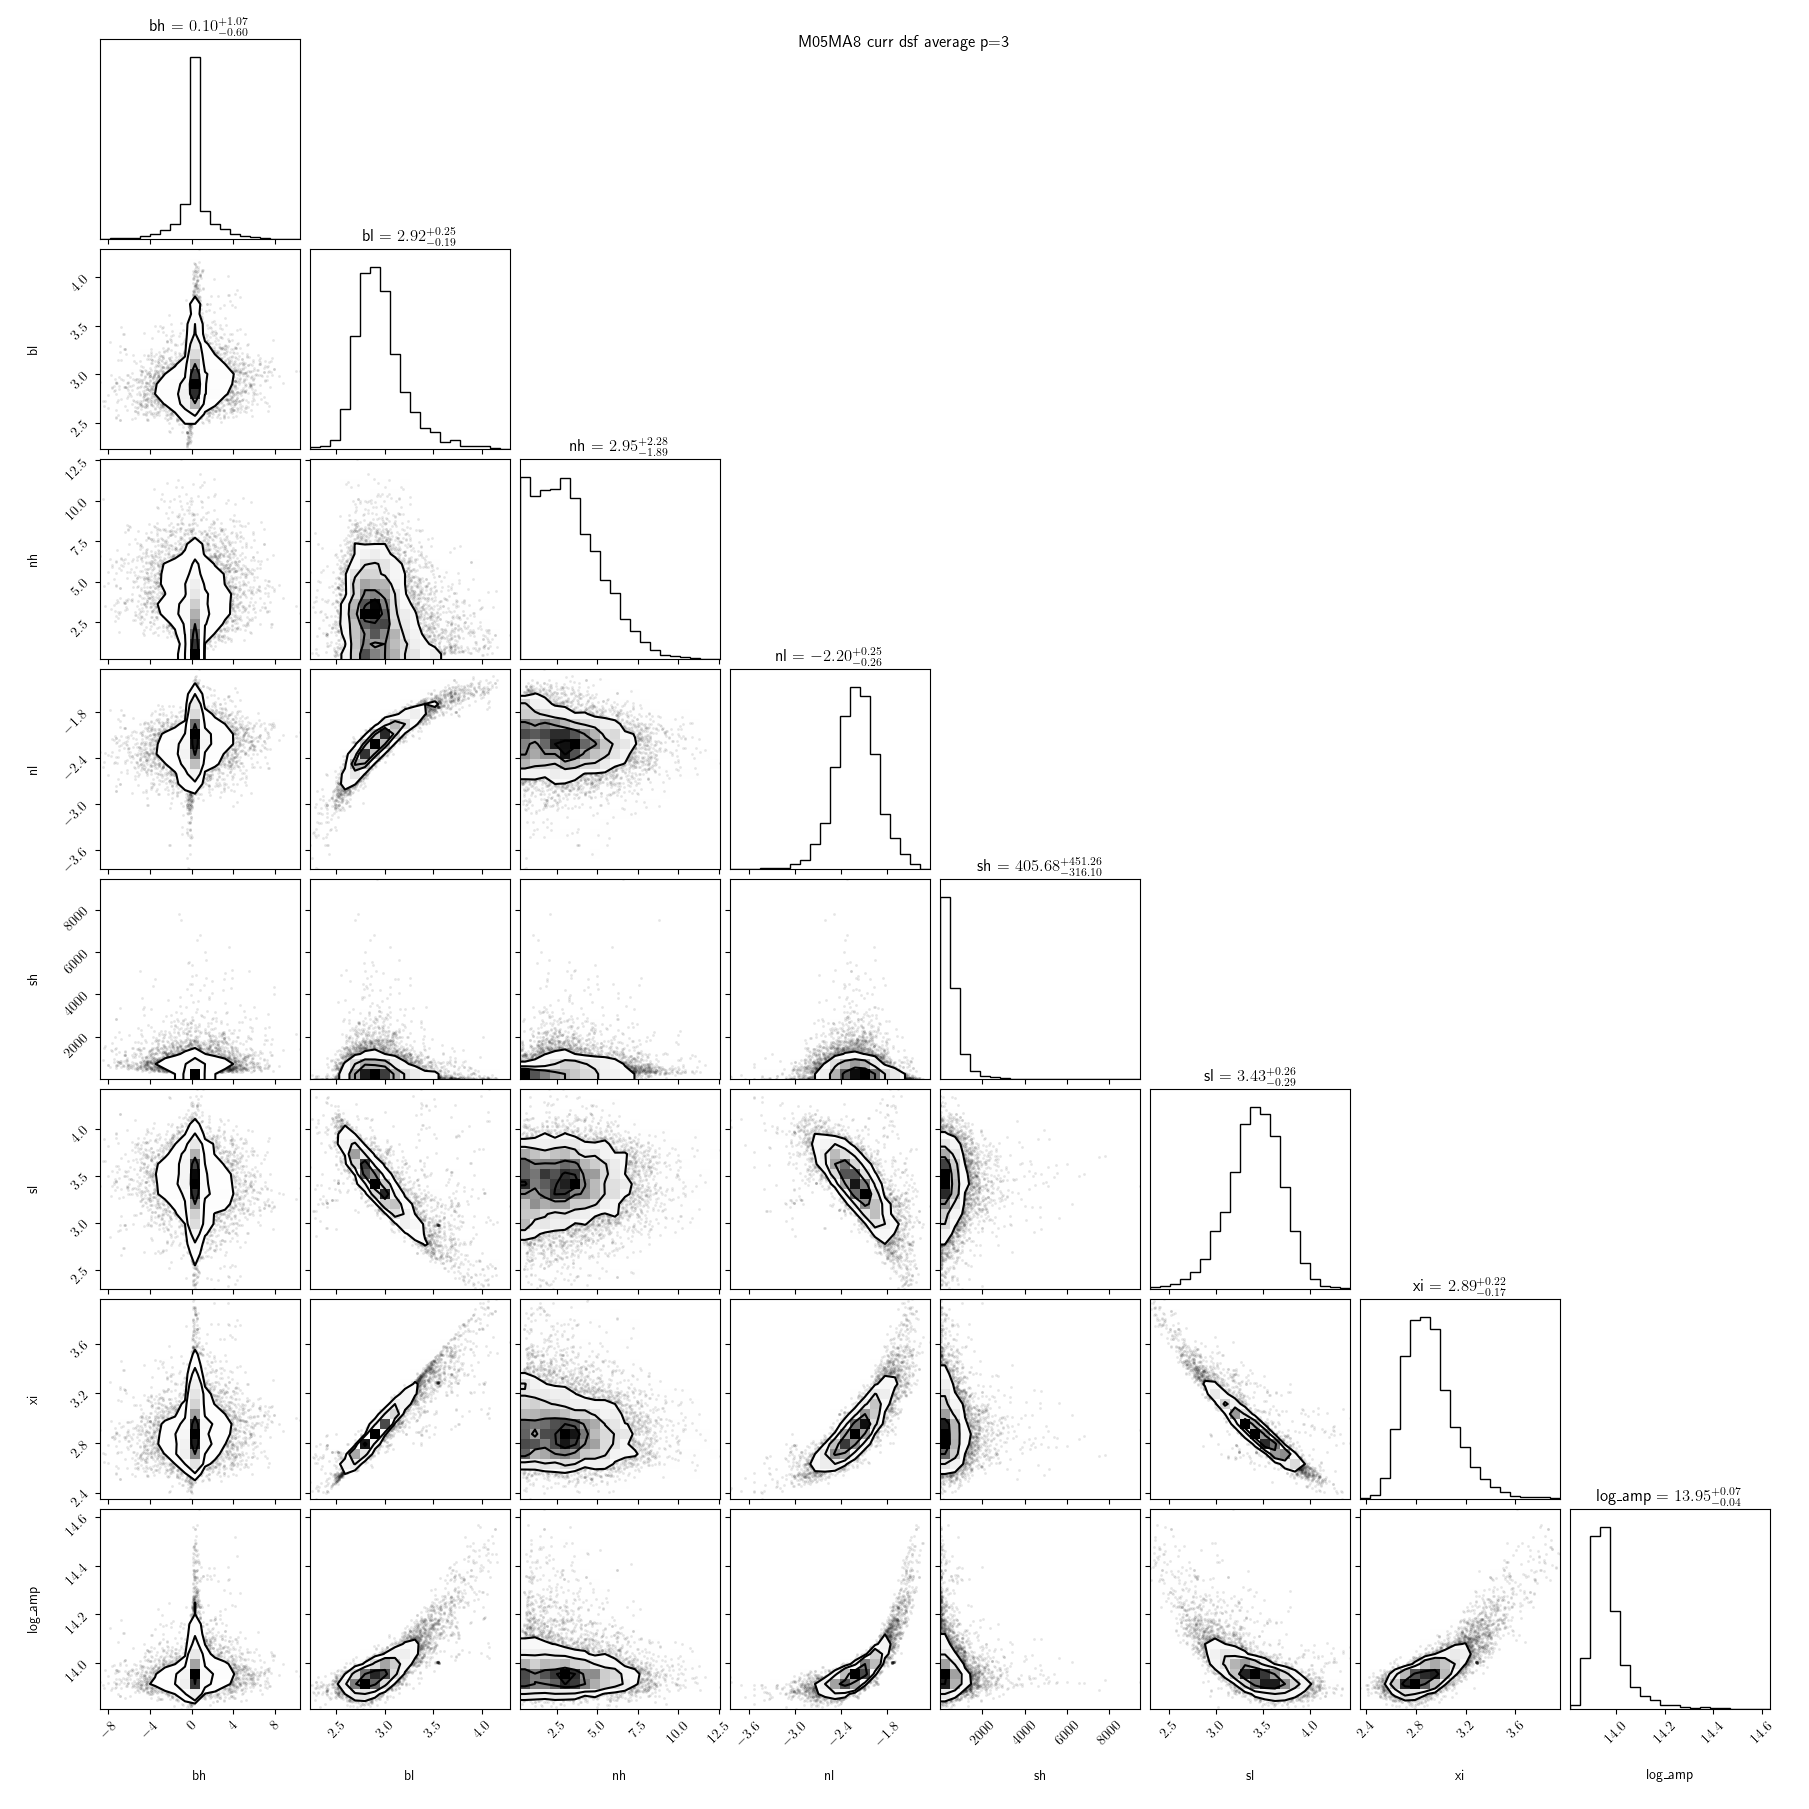 bh = 0.10+1.07−0.60
M05MA8 curr dsf average p=3
bl = 2.92+0.25−0.19
4.0
3.5
3.0
2.5
bl
nh = 2.95+2.28−1.89
12.5
10.0
7.5
5.0
2.5
nh
nl = −2.20+0.25−0.26
−1.8
−2.4
−3.0
−3.6
nl
sh = 405.68+451.26−316.10
8000
6000
4000
2000
sh
sl = 3.43+0.26−0.29
4.0
3.5
3.0
2.5
sl
xi = 2.89+0.22−0.17
3.6
3.2
2.8
2.4
xi
log_amp = 13.95+0.07−0.04
14.6
14.4
14.2
14.0
log_amp
−8 −4 0 4 8 2.5 3.0 3.5 4.0 2.5 5.0 7.5 10.0 12.5 −3.6 −3.0 −2.4 −1.8 2000 4000 6000 8000 2.5 3.0 3.5 4.0 2.4 2.8 3.2 3.6 14.0 14.2 14.4 14.6
bh bl nh nl sh sl xi log_amp